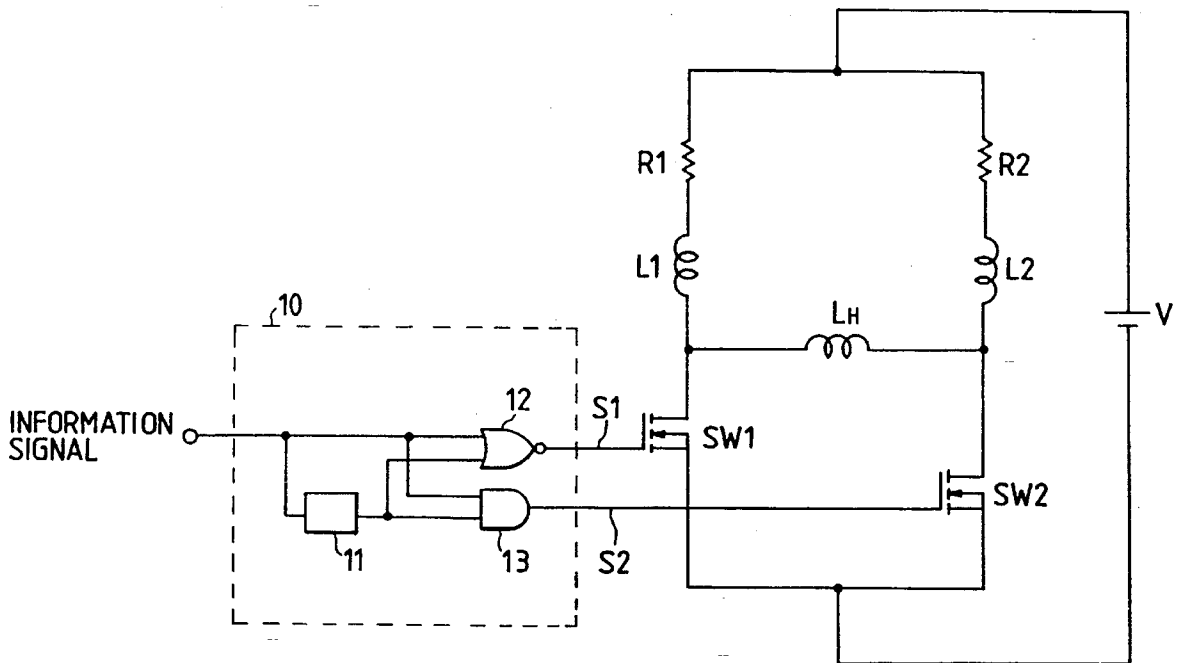 R1
R2
L1
L2
LH
V
10
12
INFORMATION
SIGNAL
S1
SW1
SW2
11
13
S2